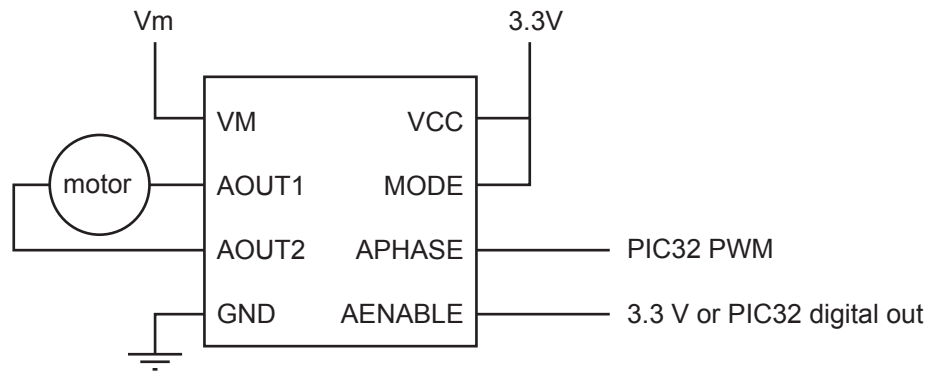 Vm
3.3V
VM
VCC
motor
AOUT1
MODE
AOUT2
APHASE
PIC32 PWM
GND
AENABLE
3.3 V or PIC32 digital out